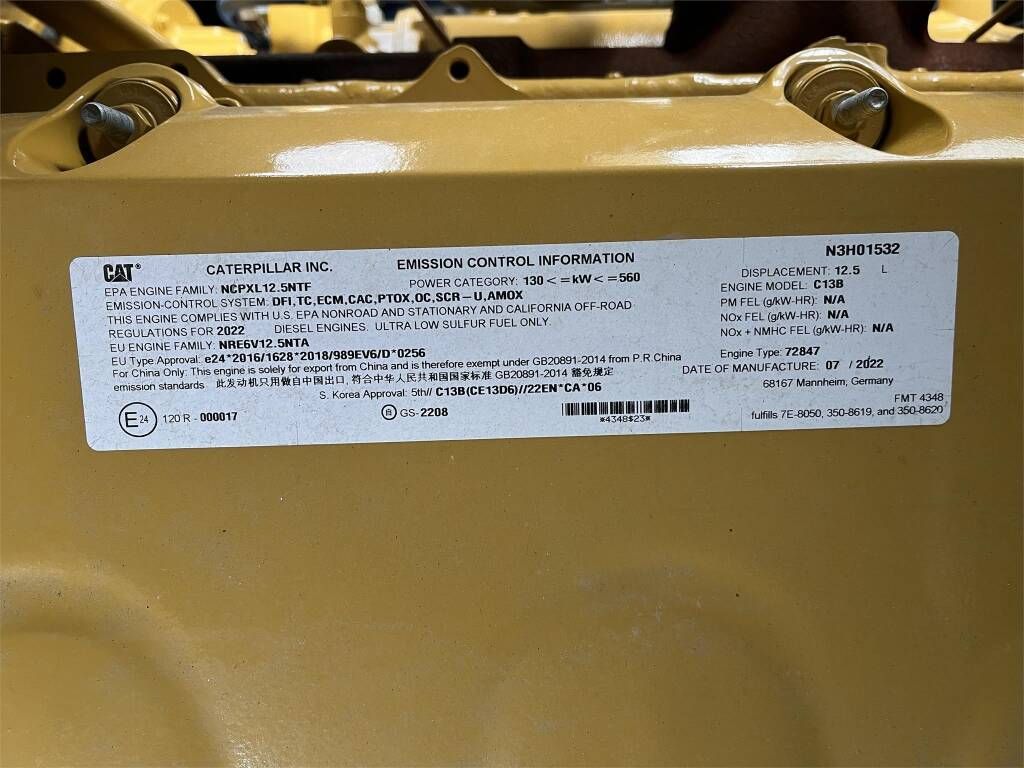 CAT® CATERPILLAR INC. EMISSION CONTROL INFORMATION N3H01532
EPA ENGINE FAMILY: NCPXL12.5NTF POWER CATEGORY: 130<=kW<=560 DISPLACEMENT: 12.5 L
EMISSION-CONTROL SYSTEM: DFI,TC,ECM,CAC,PTOX,OC,SCR-U,AMOX ENGINE MODEL: C13B
THIS ENGINE COMPLIES WITH U.S. EPA NONROAD AND STATIONARY AND CALIFORNIA OFF-ROAD PM FEL (g/kW-HR): N/A
REGULATIONS FOR 2022 DIESEL ENGINES. ULTRA LOW SULFUR FUEL ONLY. NOx FEL (g/kW-HR): N/A
EU ENGINE FAMILY: NRE6V12.5NTA NOx + NMHC FEL (g/kW-HR): N/A
EU Type Approval: e24*2016/1628*2018/989EV6/D*0256 Engine Type: 72847
For China Only: This engine is solely for export from China and is therefore exempt under GB20891-2014 from P.R.China DATE OF MANUFACTURE: 07 / 2022
emission standards 此发动机只用做自中国出口, 符合中华人民共和国国家标准 GB20891-2014 豁免规定 68167 Mannheim, Germany
S. Korea Approval: 5th// C13B(CE13D6)//22EN*CA*06 FMT 4348
E24 120 R - 000017 GS-2208 *4348$23* fulfills 7E-8050, 350-8619, and 350-8620